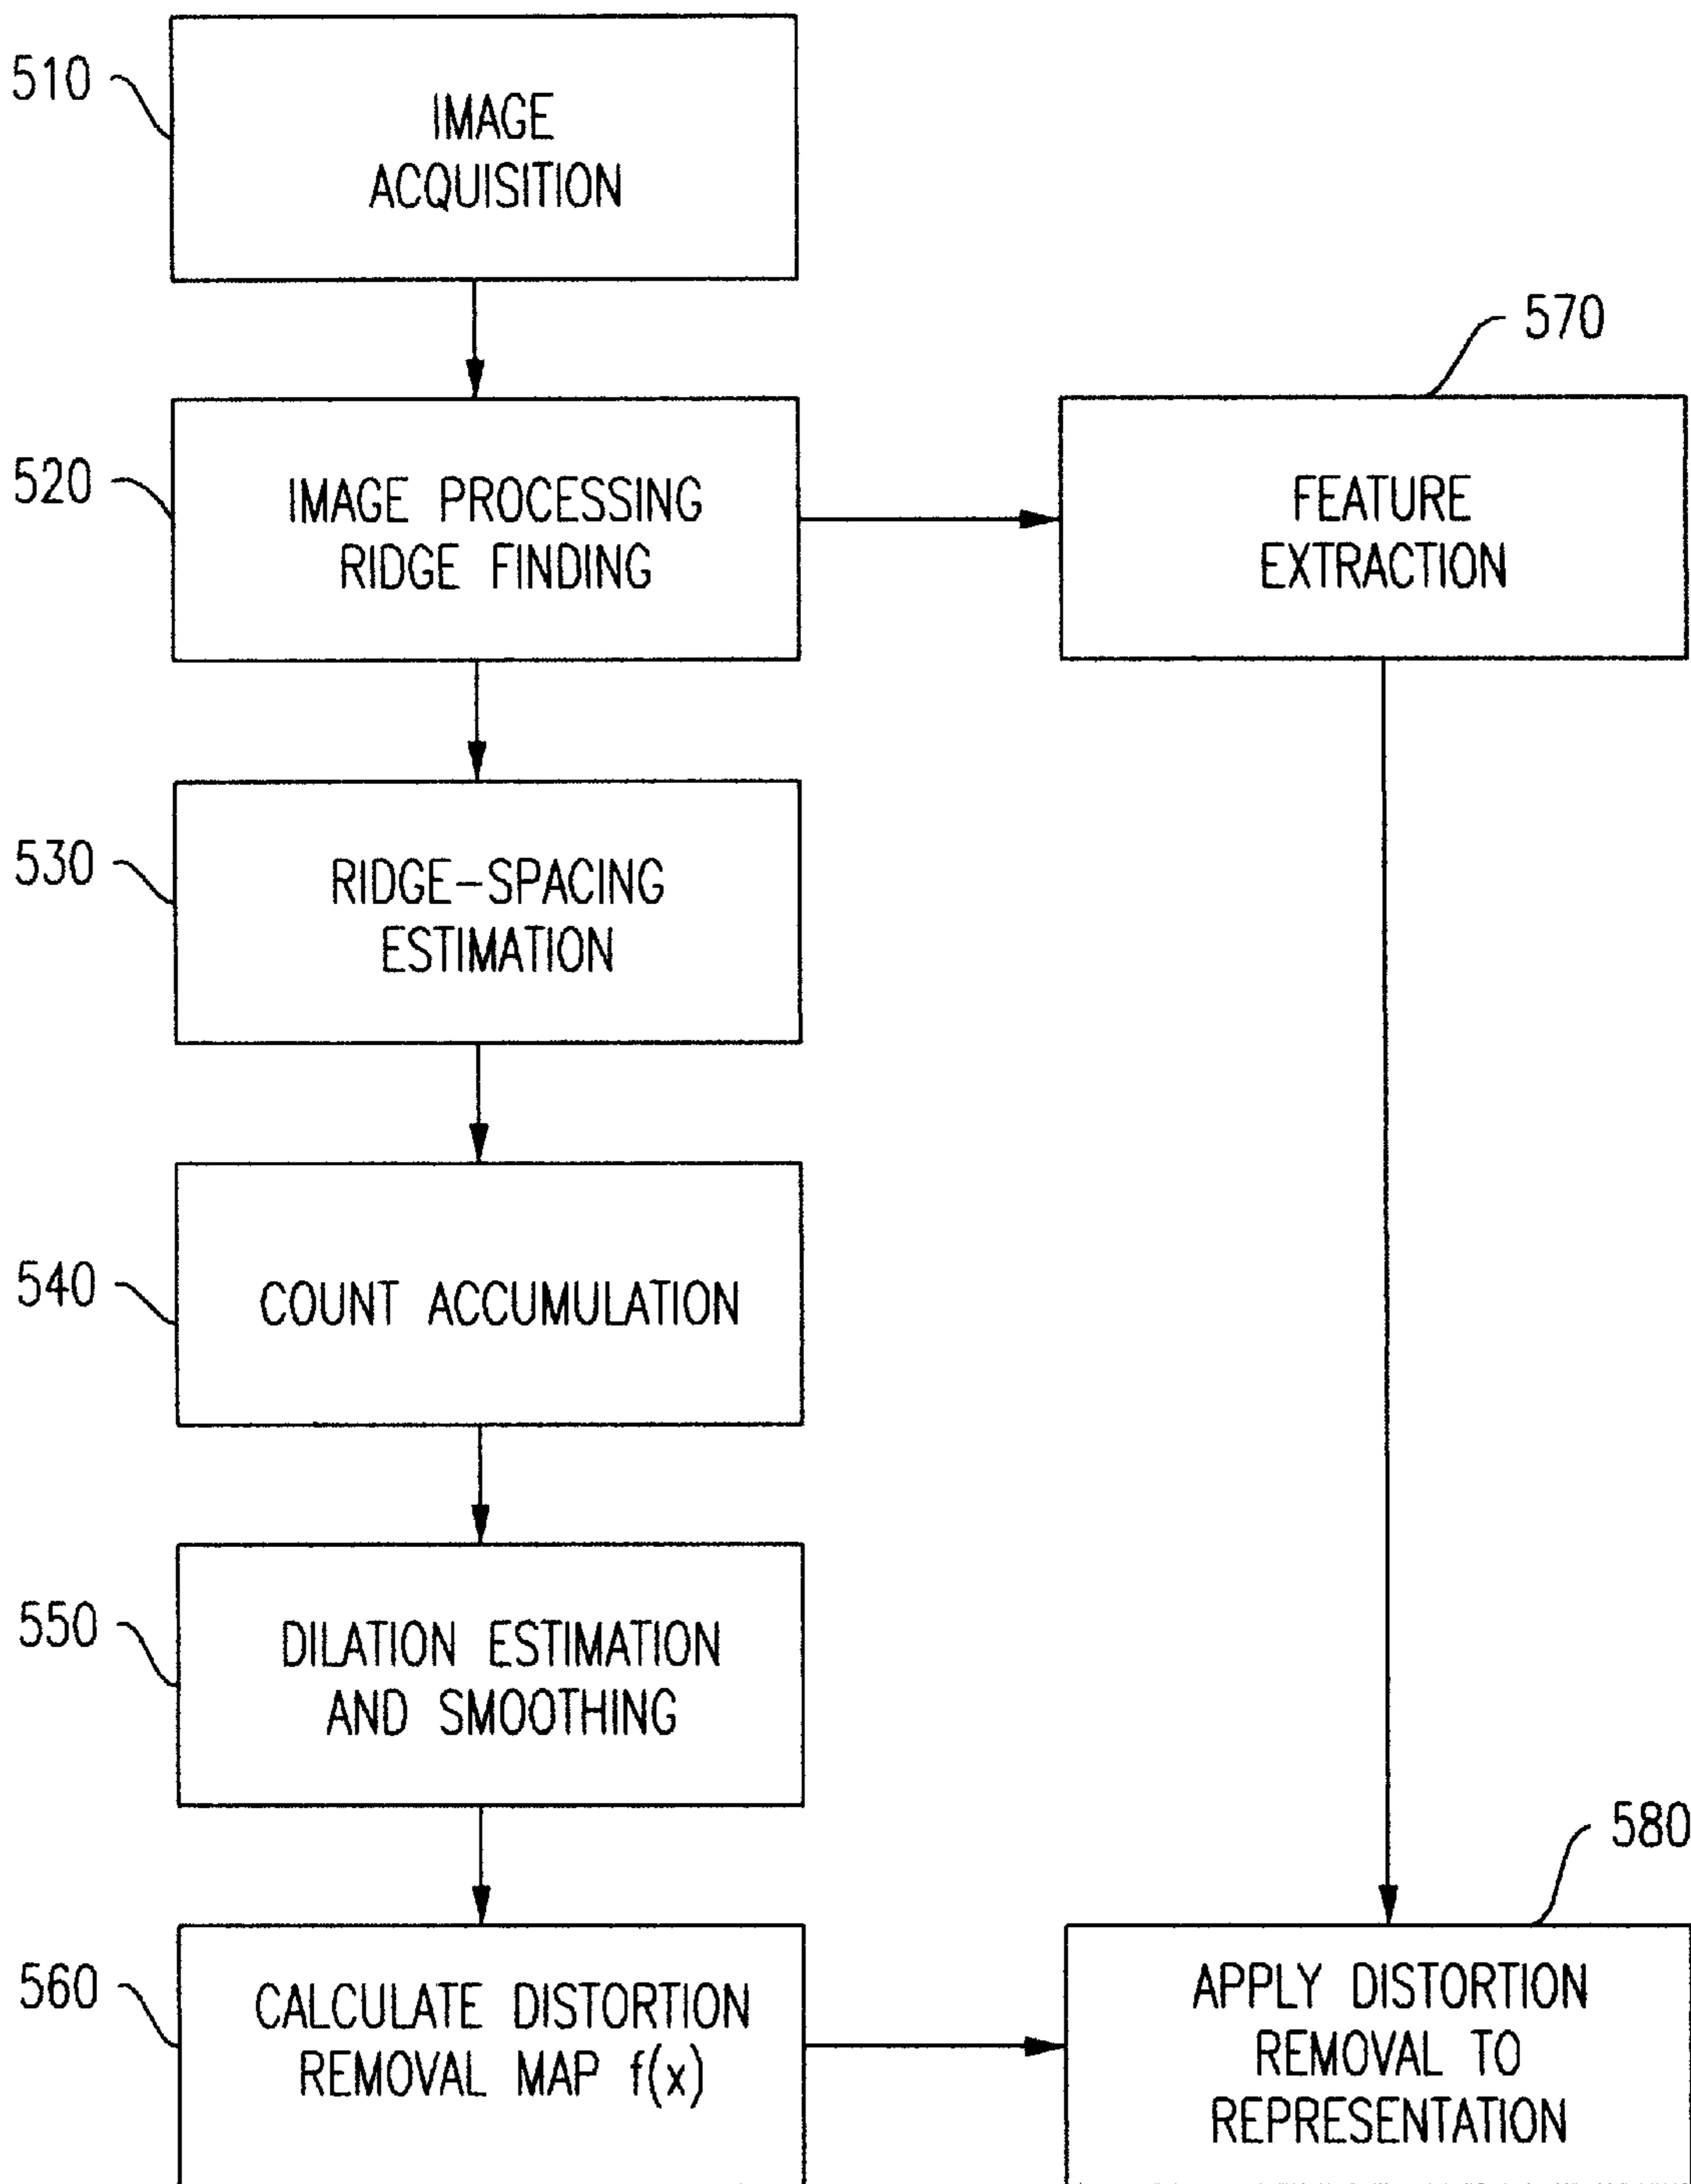 510
IMAGE
ACQUISITION
570
520
IMAGE PROCESSING
RIDGE FINDING
FEATURE
EXTRACTION
530
RIDGE-SPACING
ESTIMATION
540
COUNT ACCUMULATION
550
DILATION ESTIMATION
AND SMOOTHING
580
560
CALCULATE DISTORTION
REMOVAL MAP f(x)
APPLY DISTORTION
REMOVAL TO
REPRESENTATION